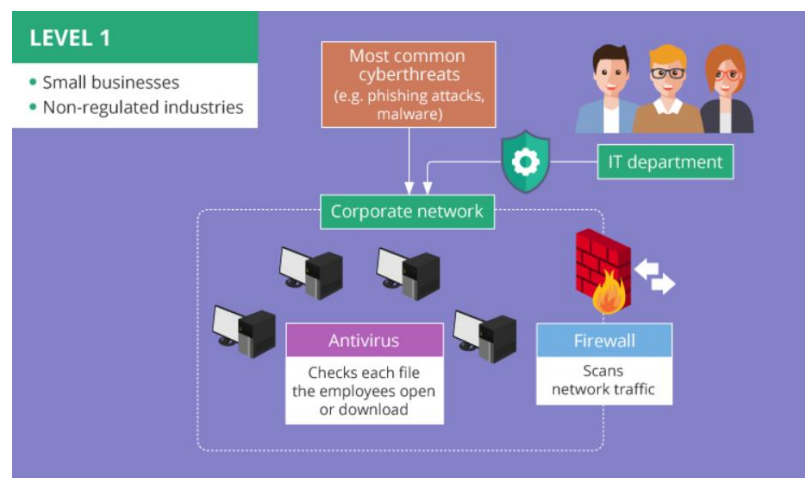 LEVEL 1
• Small businesses
• Non-regulated industries
Most common
cyberthreats
(e.g. phishing attacks,
malware)
IT department
Corporate network
Antivirus
Checks each file
the employees open
or download
Firewall
Scans
network traffic